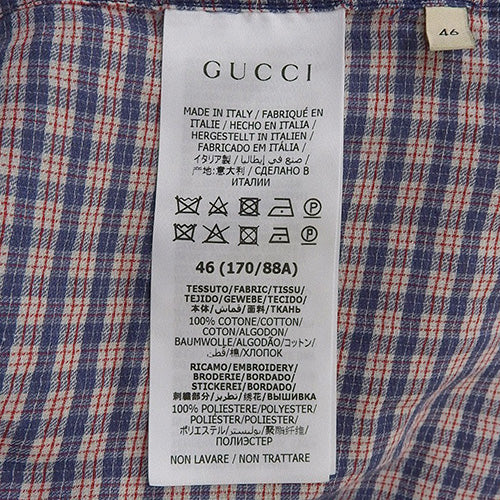 GUCCI
MADE IN ITALY / FABRIQUÉ EN
ITALIE / HECHO EN ITALIA /
HERGESTELLT IN ITALIEN /
FABRICADO EM ITÁLIA /
イタリア製 / صنع في إيطاليا /
产地:意大利 / СДЕЛАНО В
ИТАЛИИ
46 (170/88A)
TESSUTO/FABRIC/TISSU/
TEJIDO/GEWEBE/TECIDO/
本体/قماش/面料/ТКАНЬ
100% COTONE/COTTON/
COTON/ALGODON/
BAUMWOLLE/ALGODÃO/コットン/
قطن/棉/ХЛОПОК
RICAMO/EMBROIDERY/
BRODERIE/BORDADO/
STICKEREI/BORDADO/
刺繍部分/تطريز/绣花/ВЫШИВКА
100% POLIESTERE/POLYESTER/
POLYESTER/POLIÉSTER/
POLYESTER/POLIÉSTER/
ポリエステル/بوليستير/聚酯纤维/
ПОЛИЭСТЕР
NON LAVARE / NON TRATTARE
46